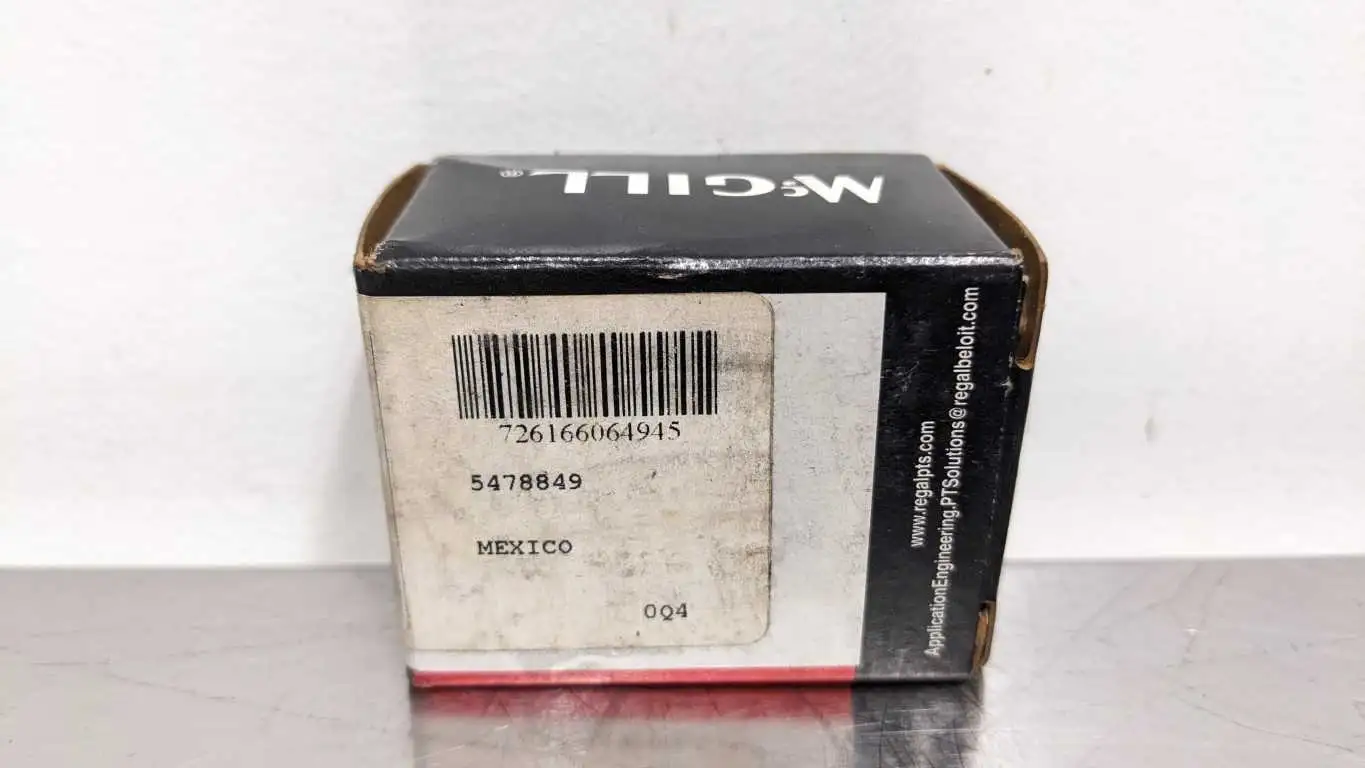 McGILL®
726166064945
5478849
MEXICO
0Q4
www.regalpts.com
ApplicationEngineering.PTSolutions@regalbeloit.com